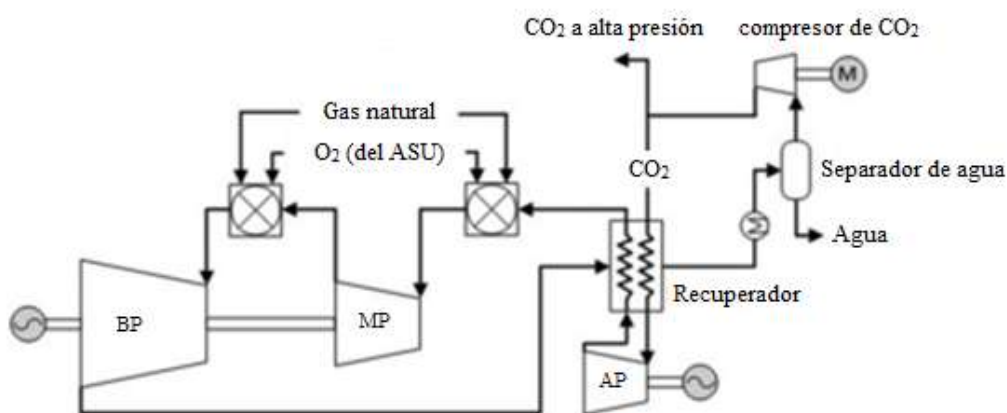 CO₂ a alta presión
compresor de CO₂
M
Gas natural
O₂ (del ASU)
CO₂
Separador de agua
Agua
Recuperador
BP
MP
AP